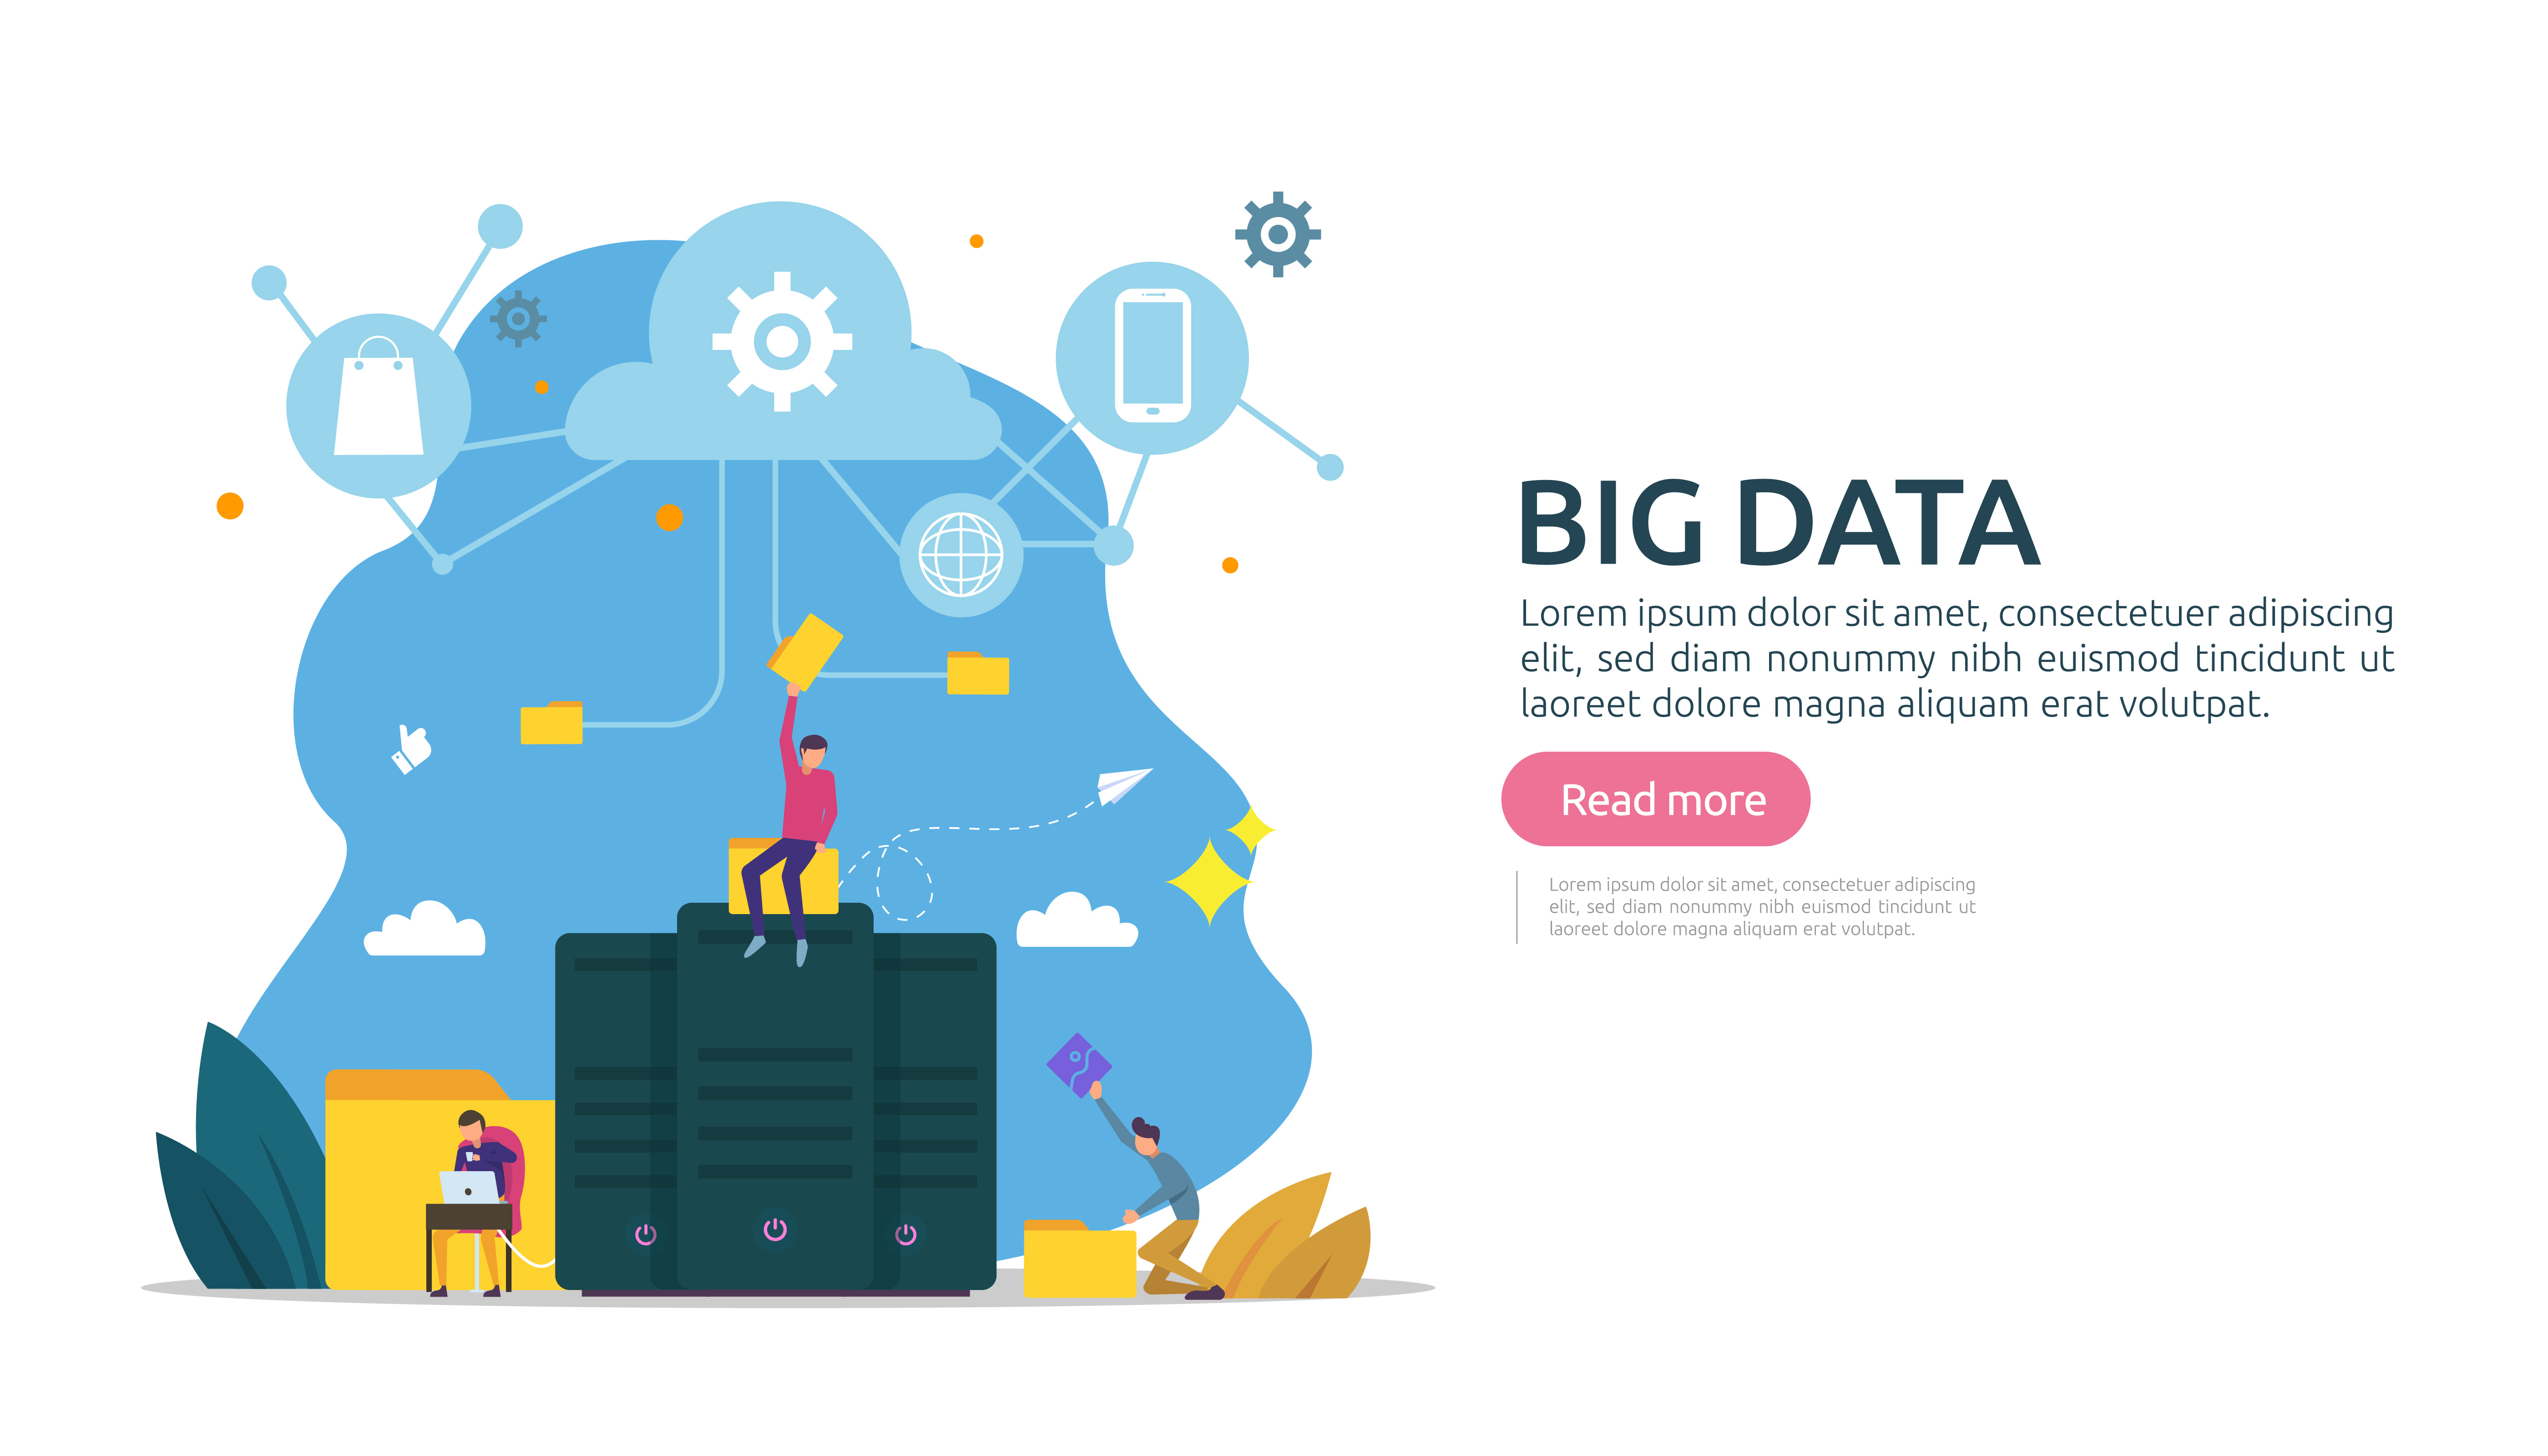 BIG DATA
Lorem ipsum dolor sit amet, consectetuer adipiscing
elit, sed diam nonummy nibh euismod tincidunt ut
laoreet dolore magna aliquam erat volutpat.
Read more
Lorem ipsum dolor sit amet, consectetuer adipiscing
elit, sed diam nonummy nibh euismod tincidunt ut
laoreet dolore magna aliquam erat volutpat.